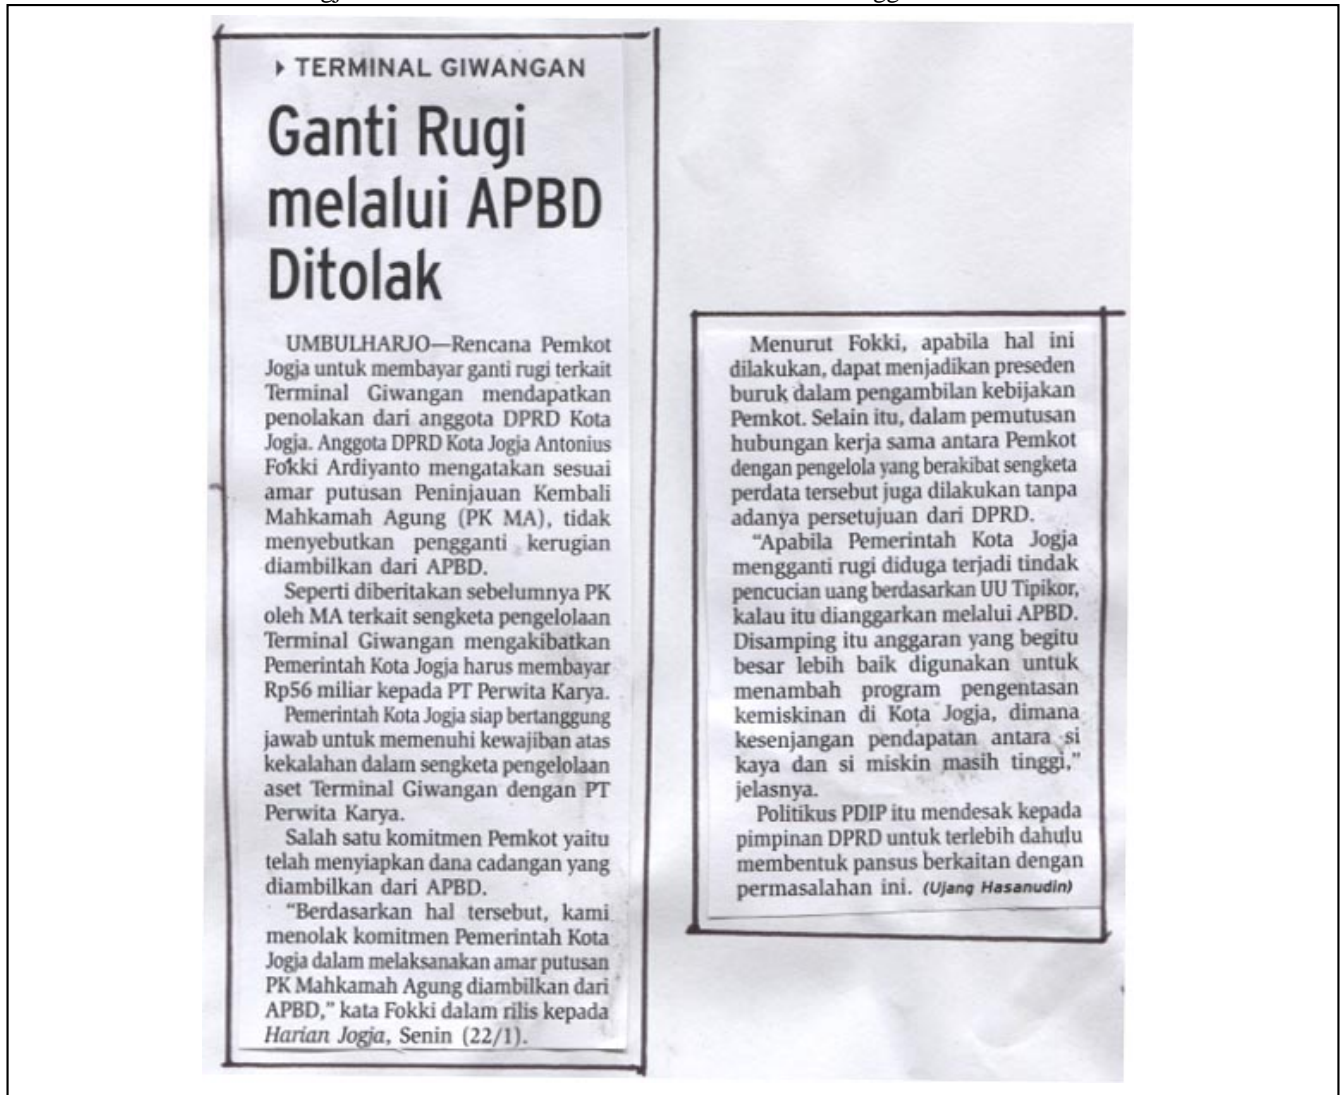 TERMINAL GIWANGAN
Ganti Rugi
melalui APBD
Ditolak
UMBULHARJO—Rencana Pemkot
Jogja untuk membayar ganti rugi terkait
Terminal Giwangan mendapatkan
penolakan dari anggota DPRD Kota
Jogja. Anggota DPRD Kota Jogja Antonius
Fokki Ardiyanto mengatakan sesuai
amar putusan Peninjauan Kembali
Mahkamah Agung (PK MA), tidak
menyebutkan pengganti kerugian
diambilkan dari APBD.
Seperti diberitakan sebelumnya PK
oleh MA terkait sengketa pengelolaan
Terminal Giwangan mengakibatkan
Pemerintah Kota Jogja harus membayar
Rp56 miliar kepada PT Perwita Karya.
Pemerintah Kota Jogja siap bertanggung
jawab untuk memenuhi kewajiban atas
kekalahan dalam sengketa pengelolaan
aset Terminal Giwangan dengan PT
Perwita Karya.
Salah satu komitmen Pemkot yaitu
telah menyiapkan dana cadangan yang
diambilkan dari APBD.
“Berdasarkan hal tersebut, kami
menolak komitmen Pemerintah Kota
Jogja dalam melaksanakan amar putusan
PK Mahkamah Agung diambilkan dari
APBD,” kata Fokki dalam rilis kepada
Harian Jogja, Senin (22/1).
Menurut Fokki, apabila hal ini
dilakukan, dapat menjadikan preseden
buruk dalam pengambilan kebijakan
Pemkot. Selain itu, dalam pemutusan
hubungan kerja sama antara Pemkot
dengan pengelola yang berakibat sengketa
perdata tersebut juga dilakukan tanpa
adanya persetujuan dari DPRD.
“Apabila Pemerintah Kota Jogja
mengganti rugi diduga terjadi tindak
pencucian uang berdasarkan UU Tipikor,
kalau itu dianggarkan melalui APBD.
Disamping itu anggaran yang begitu
besar lebih baik digunakan untuk
menambah program pengentasan
kemiskinan di Kota Jogja, dimana
kesenjangan pendapatan antara si
kaya dan si miskin masih tinggi,”
jelasnya.
Politikus PDIP itu mendesak kepada
pimpinan DPRD untuk terlebih dahulu
membentuk pansus berkaitan dengan
permasalahan ini. (Ujang Hasanudin)